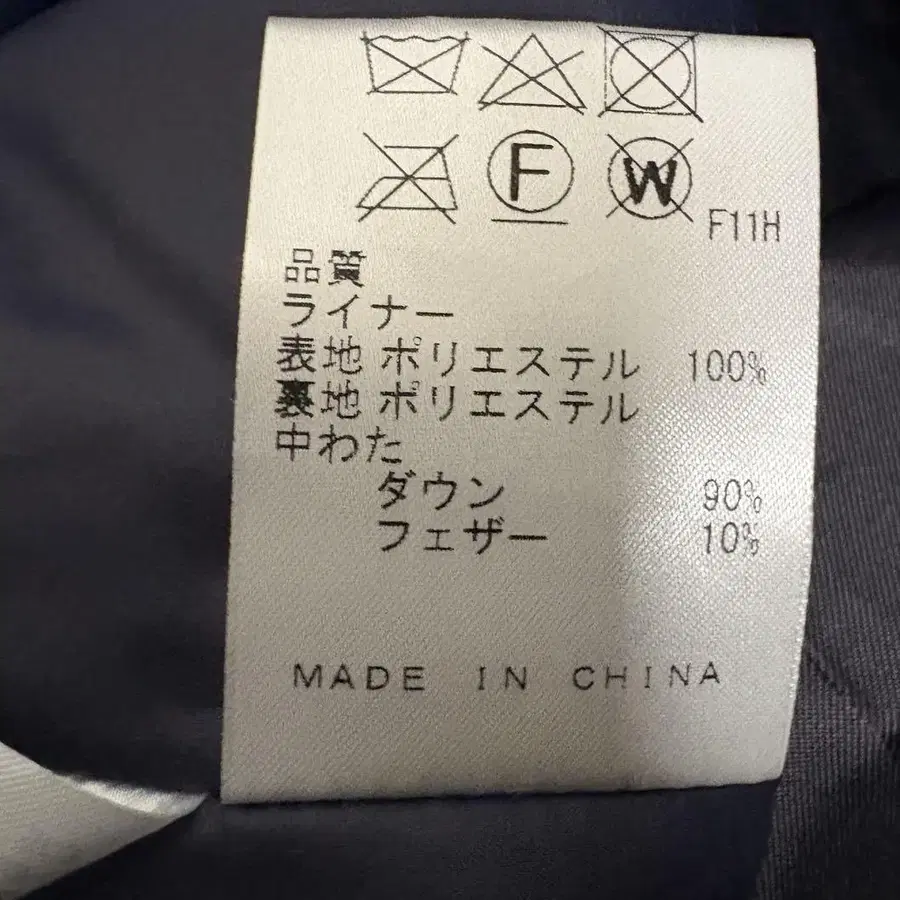 F
W
F11H
品質
ライナー
表地 ポリエステル 100%
裏地 ポリエステル
中わた
ダウン 90%
フェザー 10%
MADE IN CHINA